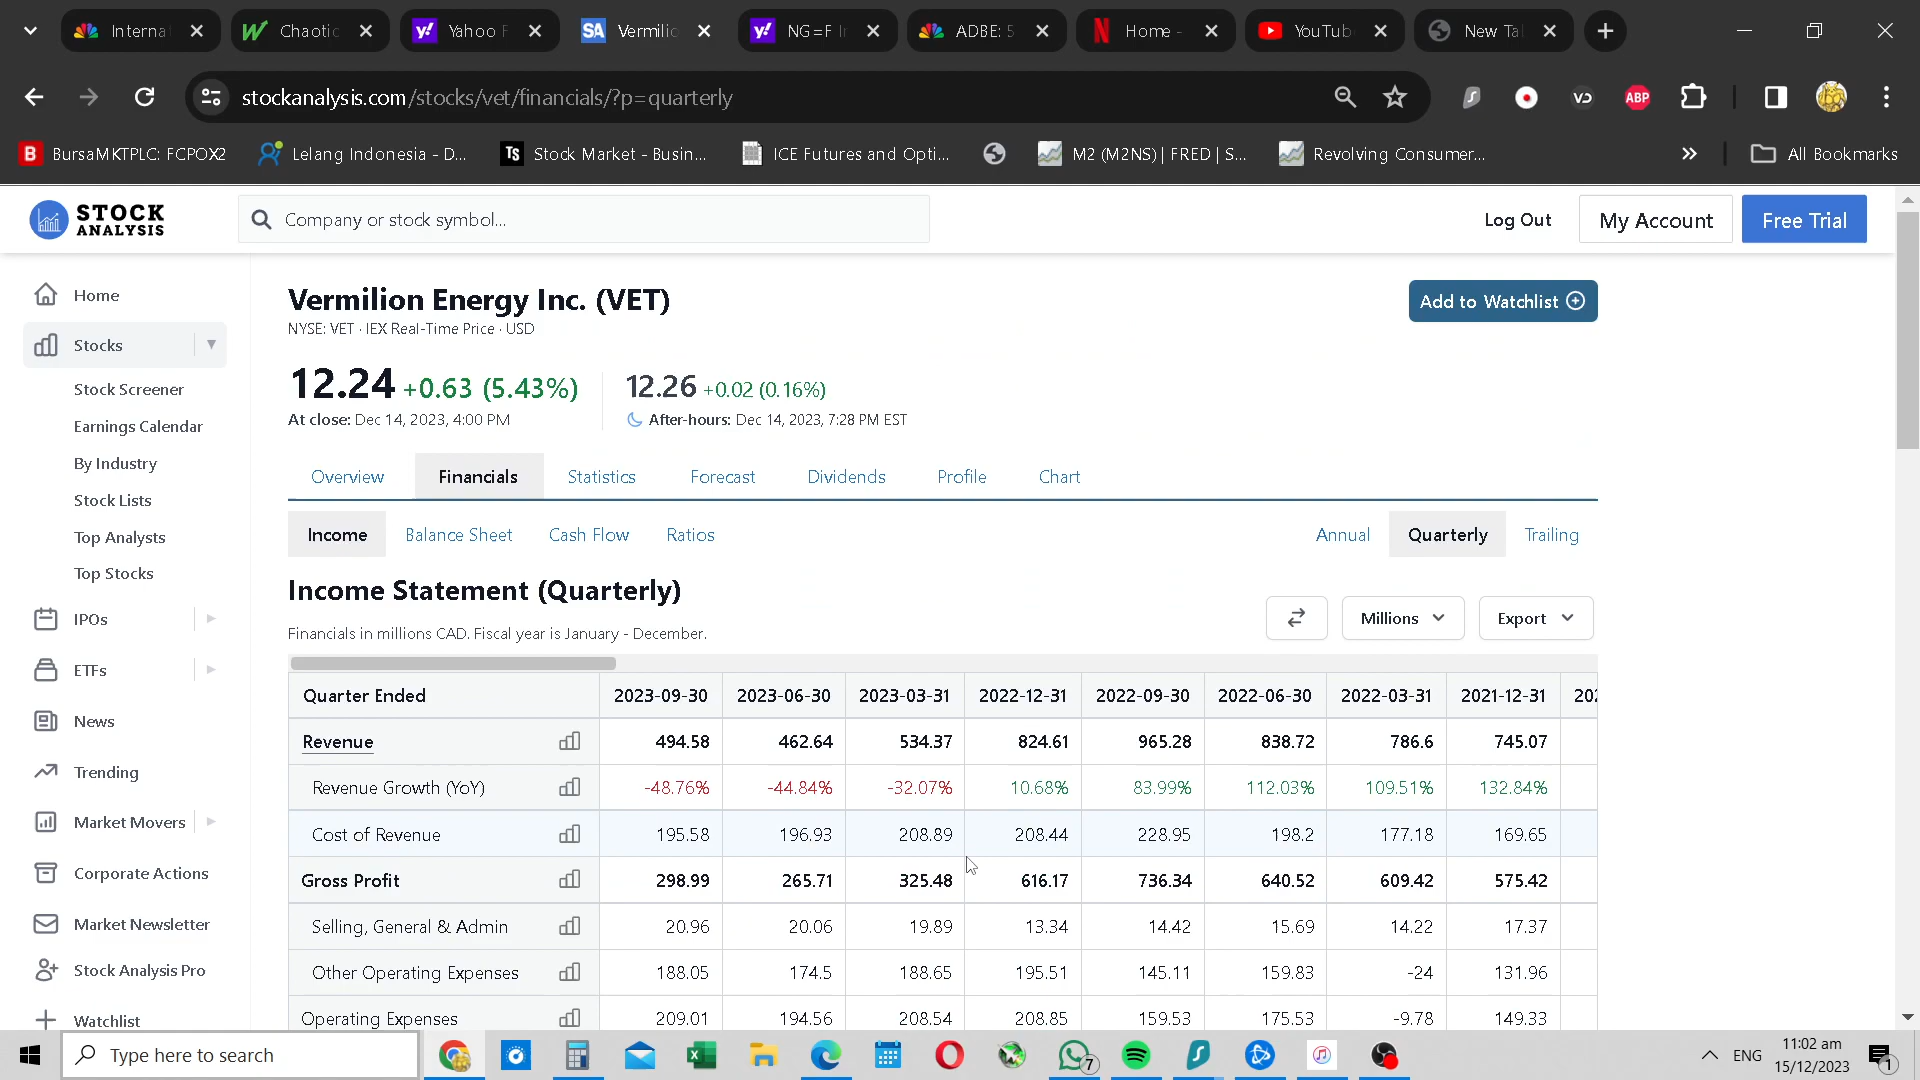 Interna
Chaotic
Yahoo F
SA Vermilio
NG=F In
ADBE: 5
Home -
YouTub
New Tal
stockanalysis.com/stocks/vet/financials/?p=quarterly
ABP
B BursaMKTPLC: FCPOX2
Lelang Indonesia - D...
Ts Stock Market - Busin...
ICE Futures and Opti...
M2 (M2NS) | FRED | S...
Revolving Consumer...
All Bookmarks
STOCK
ANALYSIS
Company or stock symbol...
Log Out
My Account
Free Trial
Home
Stocks
Stock Screener
Earnings Calendar
By Industry
Stock Lists
Top Analysts
Top Stocks
IPOs
ETFs
News
Trending
Market Movers
Corporate Actions
Market Newsletter
Stock Analysis Pro
Watchlist
Vermilion Energy Inc. (VET)
NYSE: VET · IEX Real-Time Price · USD
Add to Watchlist
12.24 +0.63 (5.43%)
At close: Dec 14, 2023, 4:00 PM
12.26 +0.02 (0.16%)
After-hours: Dec 14, 2023, 7:28 PM EST
Overview Financials Statistics Forecast Dividends Profile Chart
Income Balance Sheet Cash Flow Ratios Annual Quarterly Trailing
Income Statement (Quarterly)
Financials in millions CAD. Fiscal year is January - December.
Millions
Export
Quarter Ended 2023-09-30 2023-06-30 2023-03-31 2022-12-31 2022-09-30 2022-06-30 2022-03-31 2021-12-31 202
Revenue 494.58 462.64 534.37 824.61 965.28 838.72 786.6 745.07
Revenue Growth (YoY) -48.76% -44.84% -32.07% 10.68% 83.99% 112.03% 109.51% 132.84%
Cost of Revenue 195.58 196.93 208.89 208.44 228.95 198.2 177.18 169.65
Gross Profit 298.99 265.71 325.48 616.17 736.34 640.52 609.42 575.42
Selling, General & Admin 20.96 20.06 19.89 13.34 14.42 15.69 14.22 17.37
Other Operating Expenses 188.05 174.5 188.65 195.51 145.11 159.83 -24 131.96
Operating Expenses 209.01 194.56 208.54 208.85 159.53 175.53 -9.78 149.33
Type here to search
7
ENG
11:02 am
15/12/2023
1